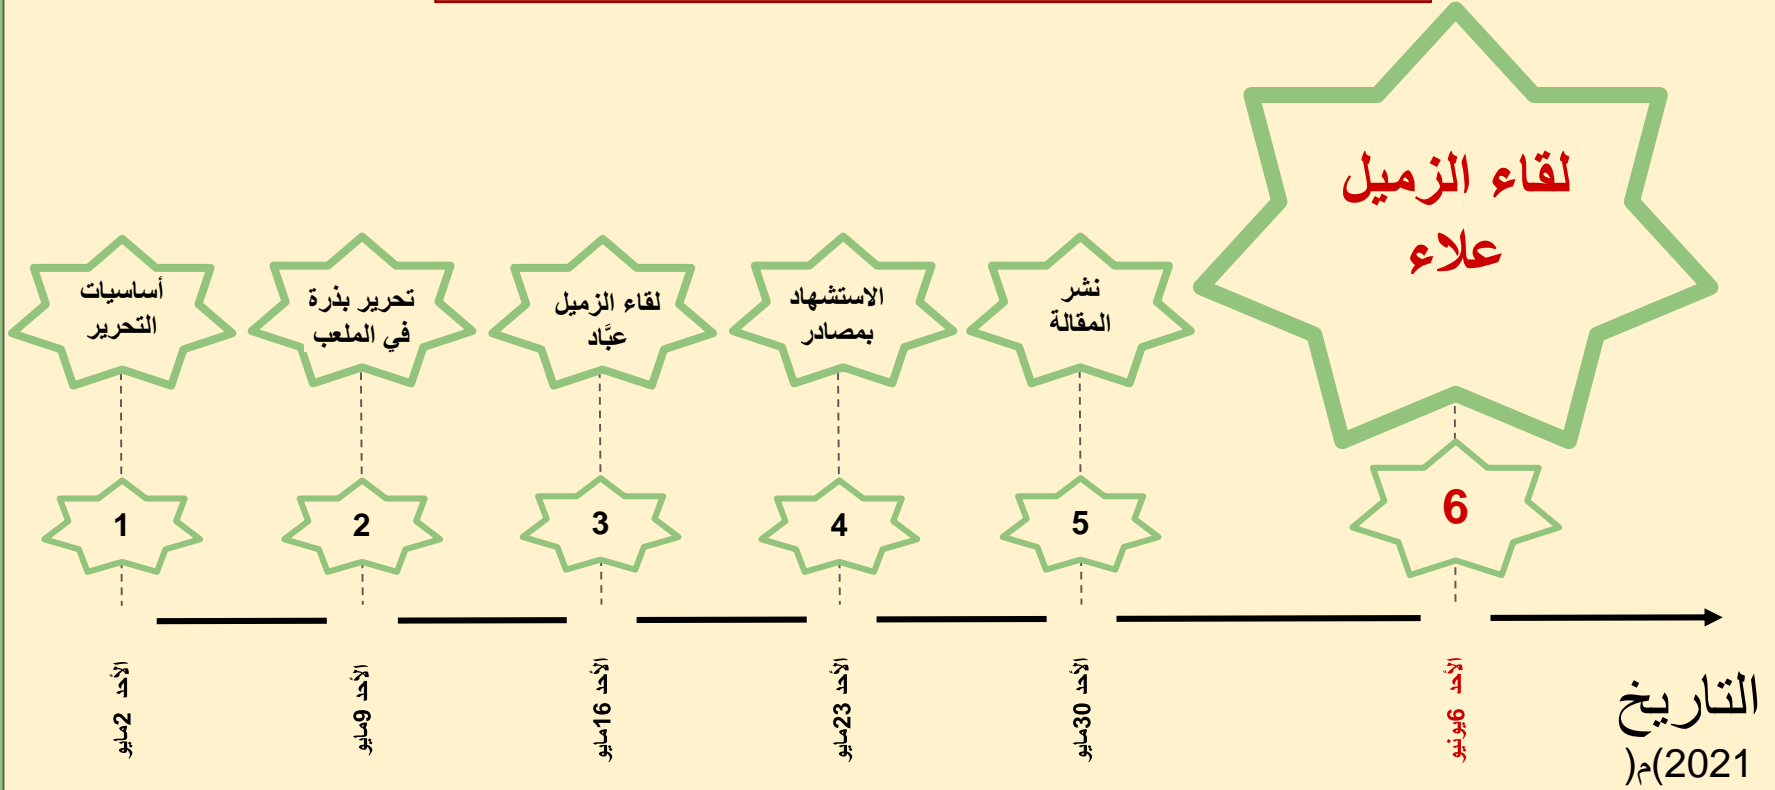 لقاء الزميل
علاء
أساسيات
التحرير
تحرير بذرة
في الملعب
لقاء الزميل
عبَّاد
الاستشهاد
بمصادر
نشر
المقالة
1
2
3
4
5
6
الأحد 2مايو
الأحد 9مايو
الأحد 16مايو
الأحد 23مايو
الأحد 30مايو
الأحد 6يونيو
التاريخ
2021)م(